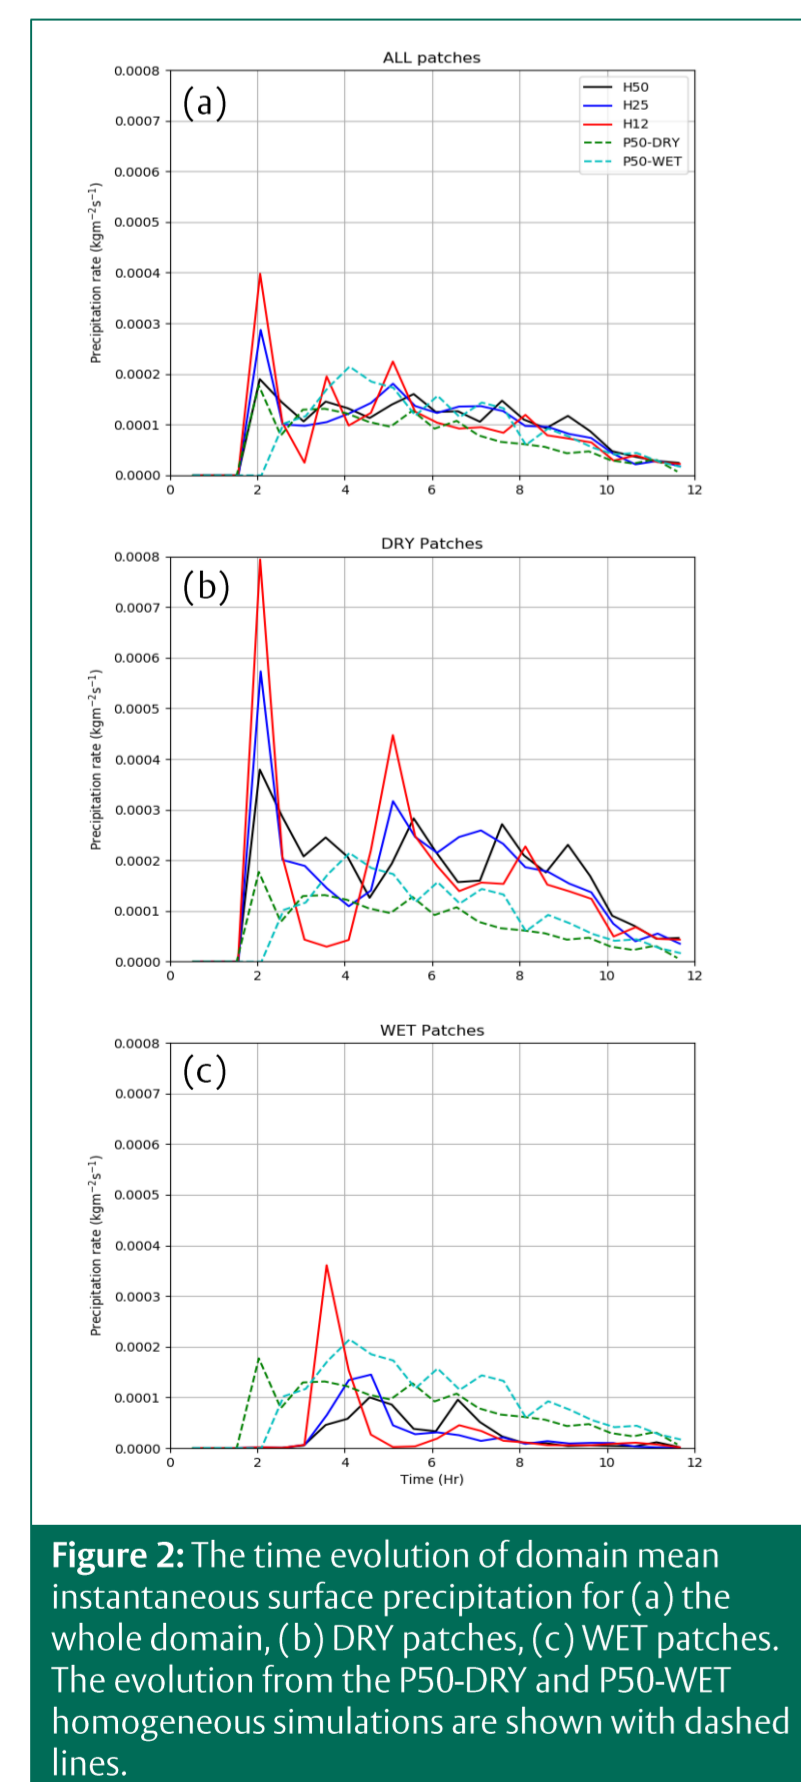 ALL patches
(a)
H50
H25
H12
P50-DRY
P50-WET
Precipitation rate (kgm⁻²s⁻¹)
0.0008
0.0007
0.0006
0.0005
0.0004
0.0003
0.0002
0.0001
0.0000
0 2 4 6 8 10 12
DRY Patches
(b)
Precipitation rate (kgm⁻²s⁻¹)
0.0008
0.0007
0.0006
0.0005
0.0004
0.0003
0.0002
0.0001
0.0000
0 2 4 6 8 10 12
WET Patches
(c)
Precipitation rate (kgm⁻²s⁻¹)
0.0008
0.0007
0.0006
0.0005
0.0004
0.0003
0.0002
0.0001
0.0000
0 2 4 6 8 10 12
Time (Hr)
Figure 2: The time evolution of domain mean
instantaneous surface precipitation for (a) the
whole domain, (b) DRY patches, (c) WET patches.
The evolution from the P50-DRY and P50-WET
homogeneous simulations are shown with dashed
lines.